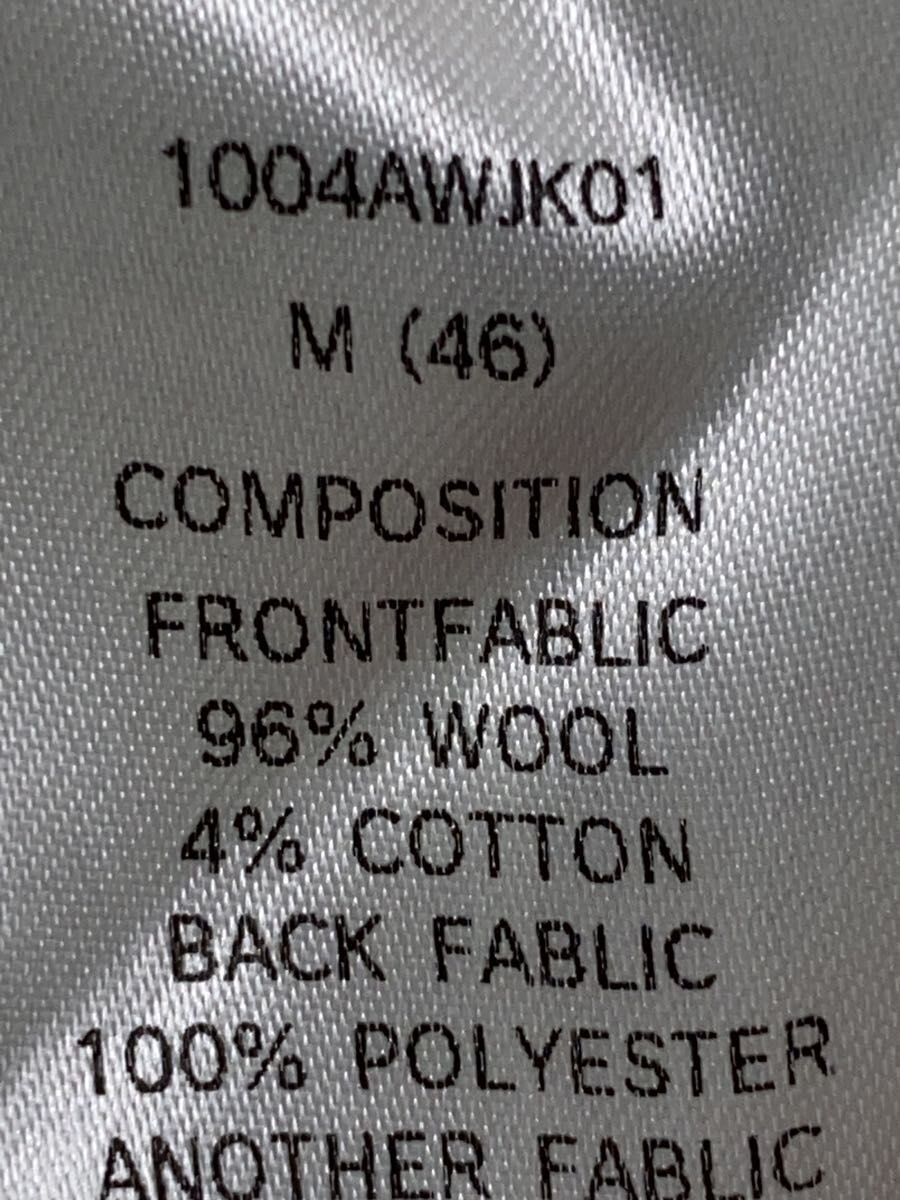 1004AWJK01
M (46)
COMPOSITION
FRONTFABLIC
96% WOOL
4% COTTON
BACK FABLIC
100% POLYESTER
ANOTHER FABLIC